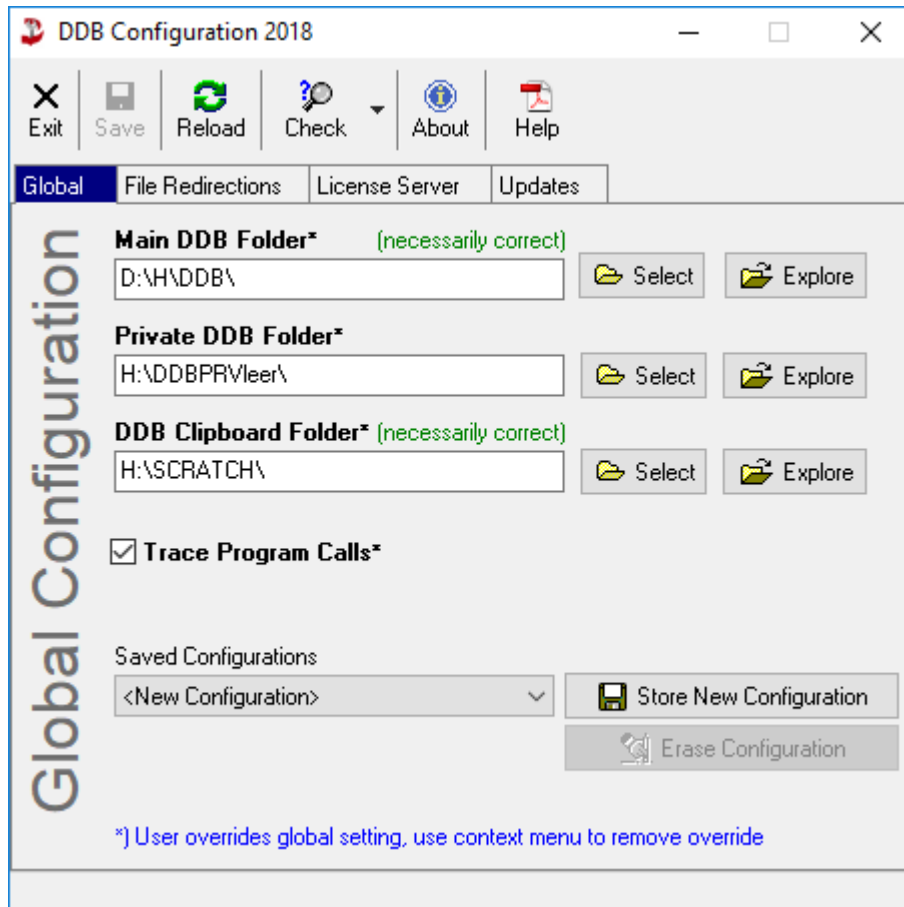 DDB Configuration 2018
Exit Save Reload Check About Help
Global File Redirections License Server Updates
Global Configuration
Main DDB Folder* (necessarily correct)
D:\H\DDB\ Select Explore
Private DDB Folder*
H:\DDBPRVleer\ Select Explore
DDB Clipboard Folder* (necessarily correct)
H:\SCRATCH\ Select Explore
Trace Program Calls*
Saved Configurations
<New Configuration> Store New Configuration
Erase Configuration
*) User overrides global setting, use context menu to remove override